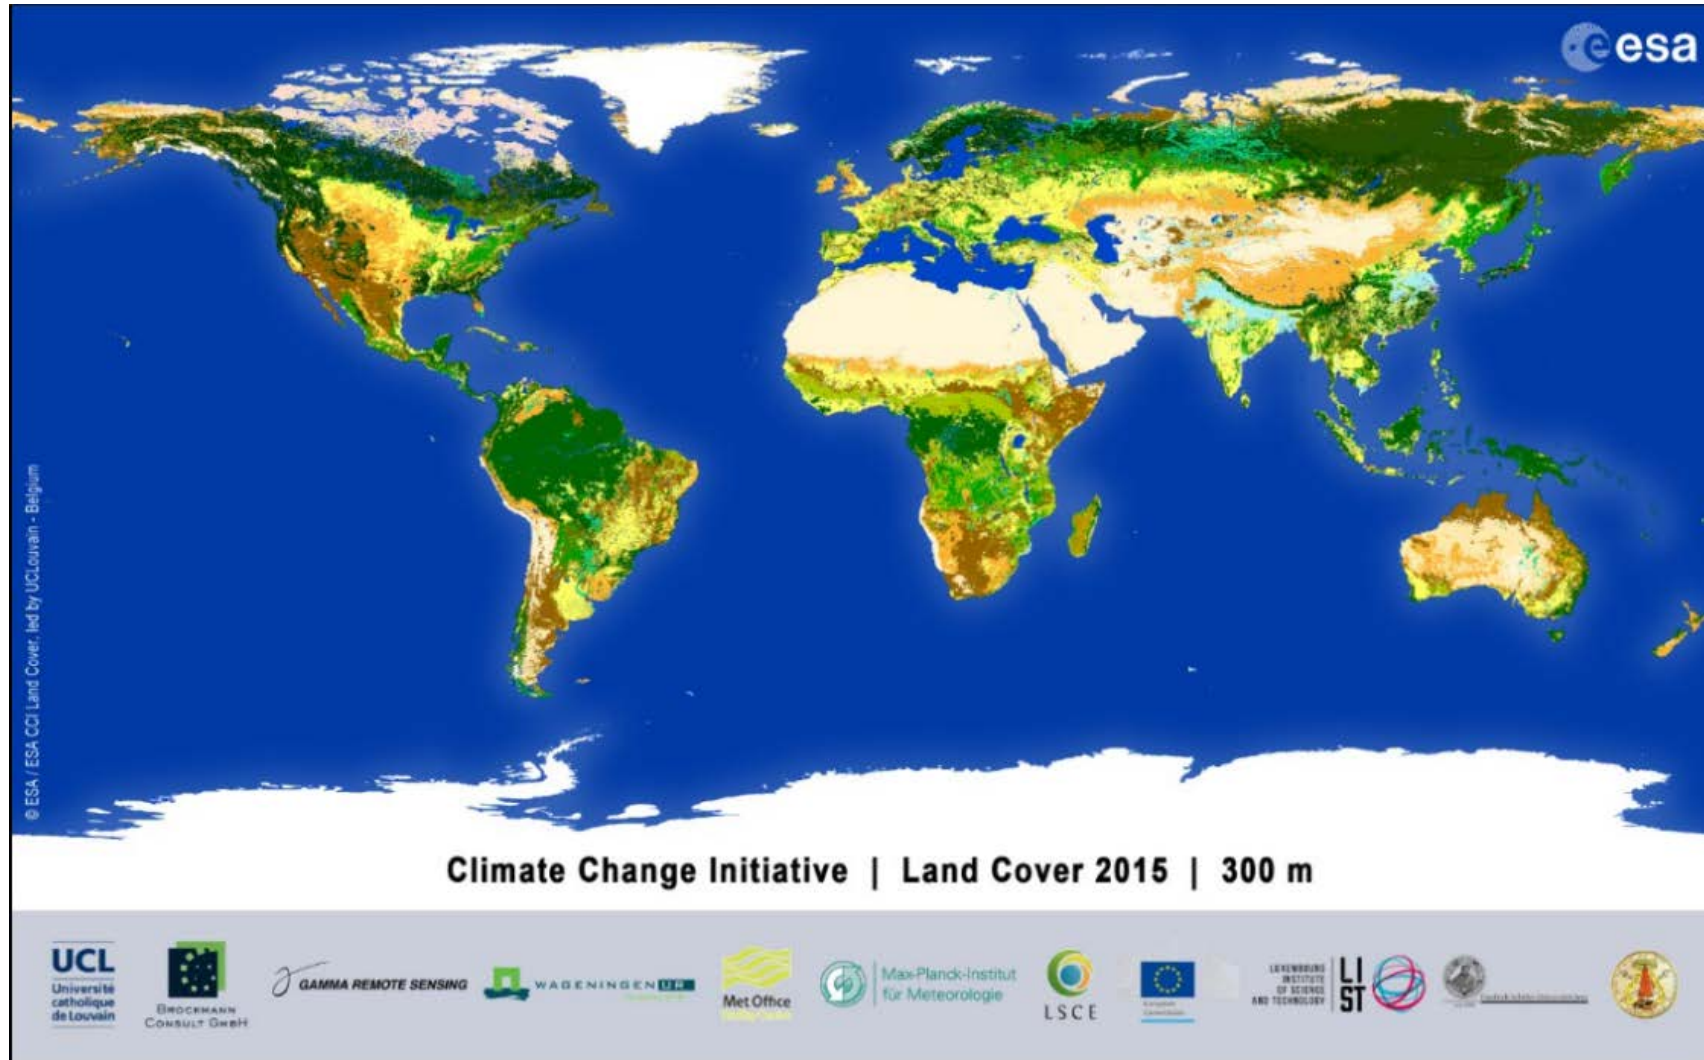 esa
© ESA / ESA CCI Land Cover, led by UCLouvain - Belgium
Climate Change Initiative | Land Cover 2015 | 300 m
UCL
Université
catholique
de Louvain
BROCKMANN
CONSULT GMBH
GAMMA REMOTE SENSING
WAGENINGEN UR
Met Office
Max-Planck-Institut
für Meteorologie
LSCE
European
Commission
LUXEMBOURG
INSTITUTE
OF SCIENCE
AND TECHNOLOGY
LI
ST